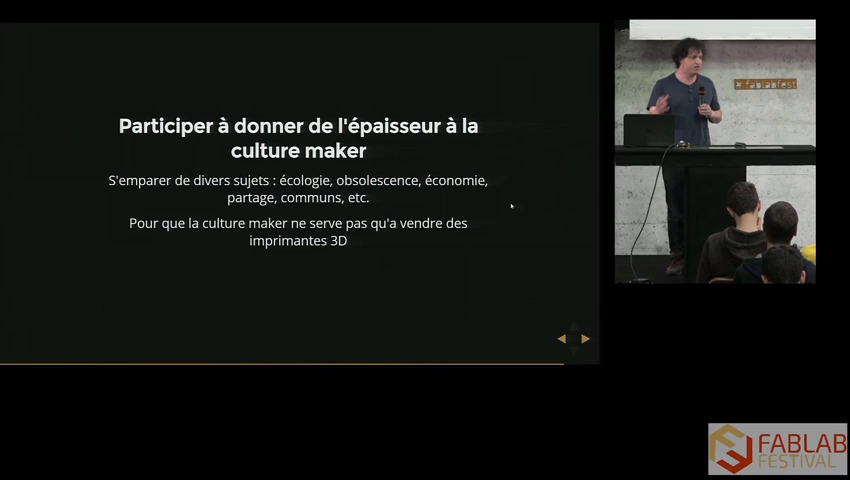 Participer à donner de l'épaisseur à la
culture maker
S'emparer de divers sujets : écologie, obsolescence, économie,
partage, communs, etc.
Pour que la culture maker ne serve pas qu'a vendre des
imprimantes 3D
FABLAB
FESTIVAL